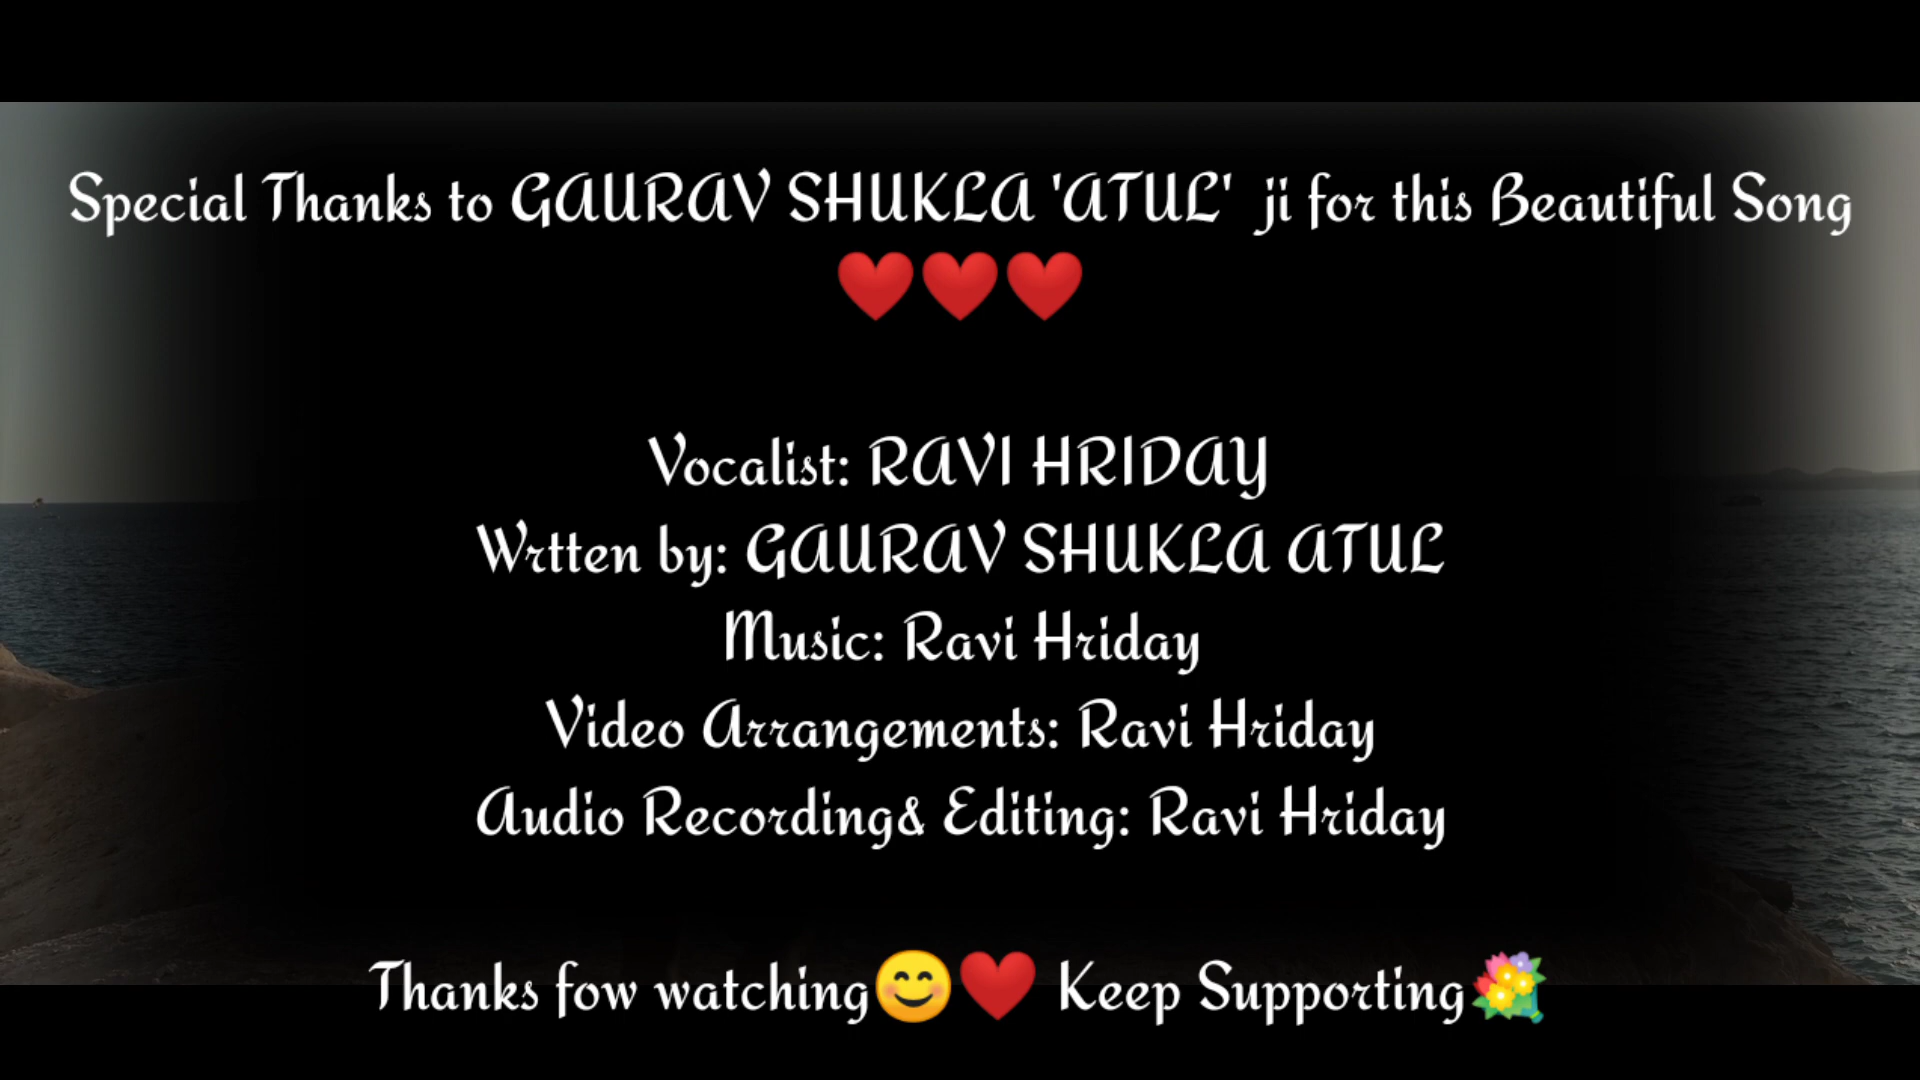 Special Thanks to GAURAV SHUKLA 'ATUL' ji for this Beautiful Song
❤️❤️❤️
Vocalist: RAVI HRIDAY
Wrtten by: GAURAV SHUKLA ATUL
Music: Ravi Hriday
Video Arrangements: Ravi Hriday
Audio Recording& Editing: Ravi Hriday
Thanks fow watching😊❤️ Keep Supporting💐